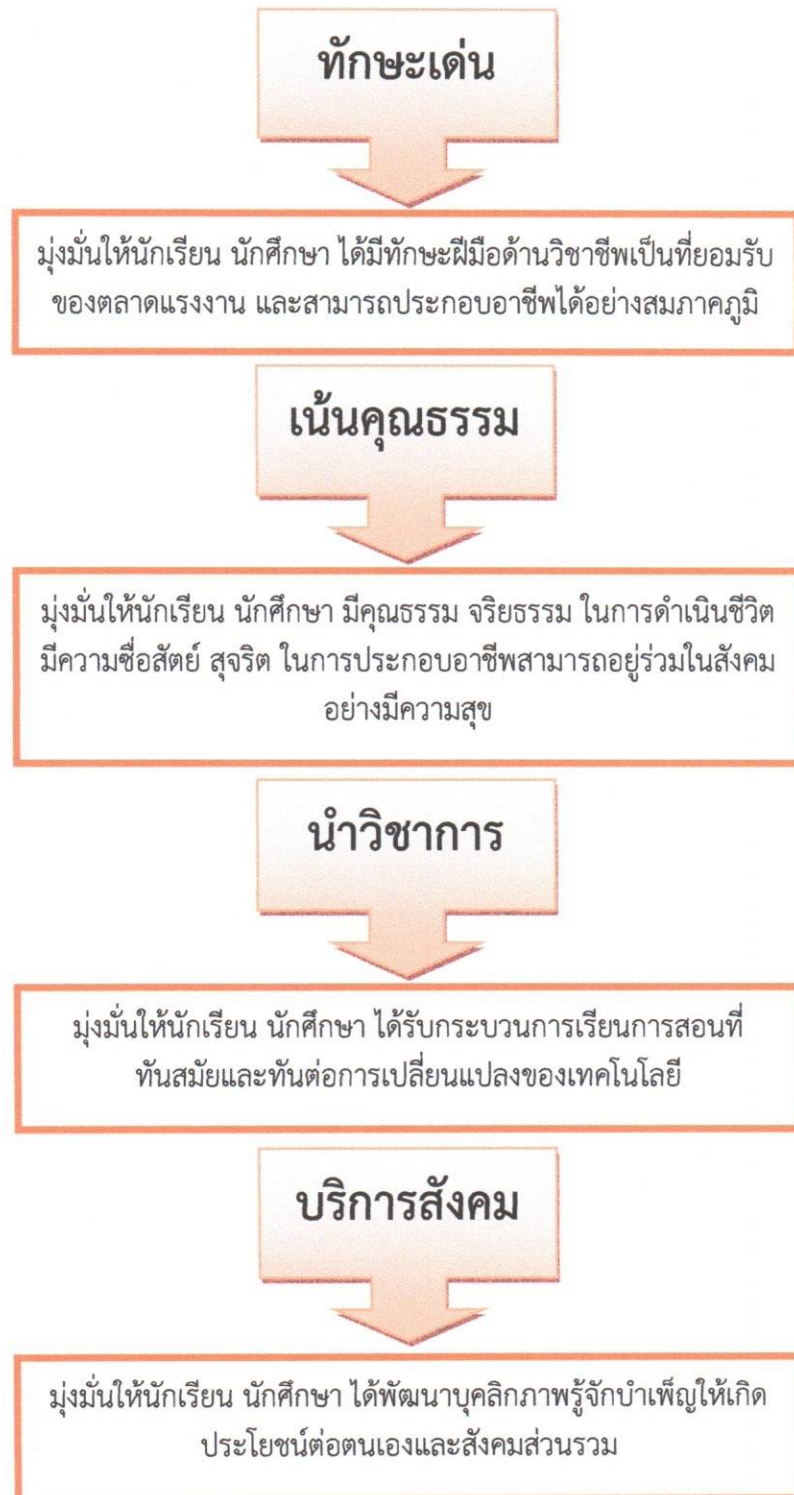 ทักษะเด่น
มุ่งมั่นให้นักเรียน นักศึกษา ได้มีทักษะฝีมือด้านวิชาชีพเป็นที่ยอมรับ
ของตลาดแรงงาน และสามารถประกอบอาชีพได้อย่างสมภาคภูมิ
เน้นคุณธรรม
มุ่งมั่นให้นักเรียน นักศึกษา มีคุณธรรม จริยธรรม ในการดำเนินชีวิต
มีความซื่อสัตย์ สุจริต ในการประกอบอาชีพสามารถอยู่ร่วมในสังคม
อย่างมีความสุข
นำวิชาการ
มุ่งมั่นให้นักเรียน นักศึกษา ได้รับกระบวนการเรียนการสอนที่
ทันสมัยและทันต่อการเปลี่ยนแปลงของเทคโนโลยี
บริการสังคม
มุ่งมั่นให้นักเรียน นักศึกษา ได้พัฒนาบุคลิกภาพรู้จักบำเพ็ญให้เกิด
ประโยชน์ต่อตนเองและสังคมส่วนรวม